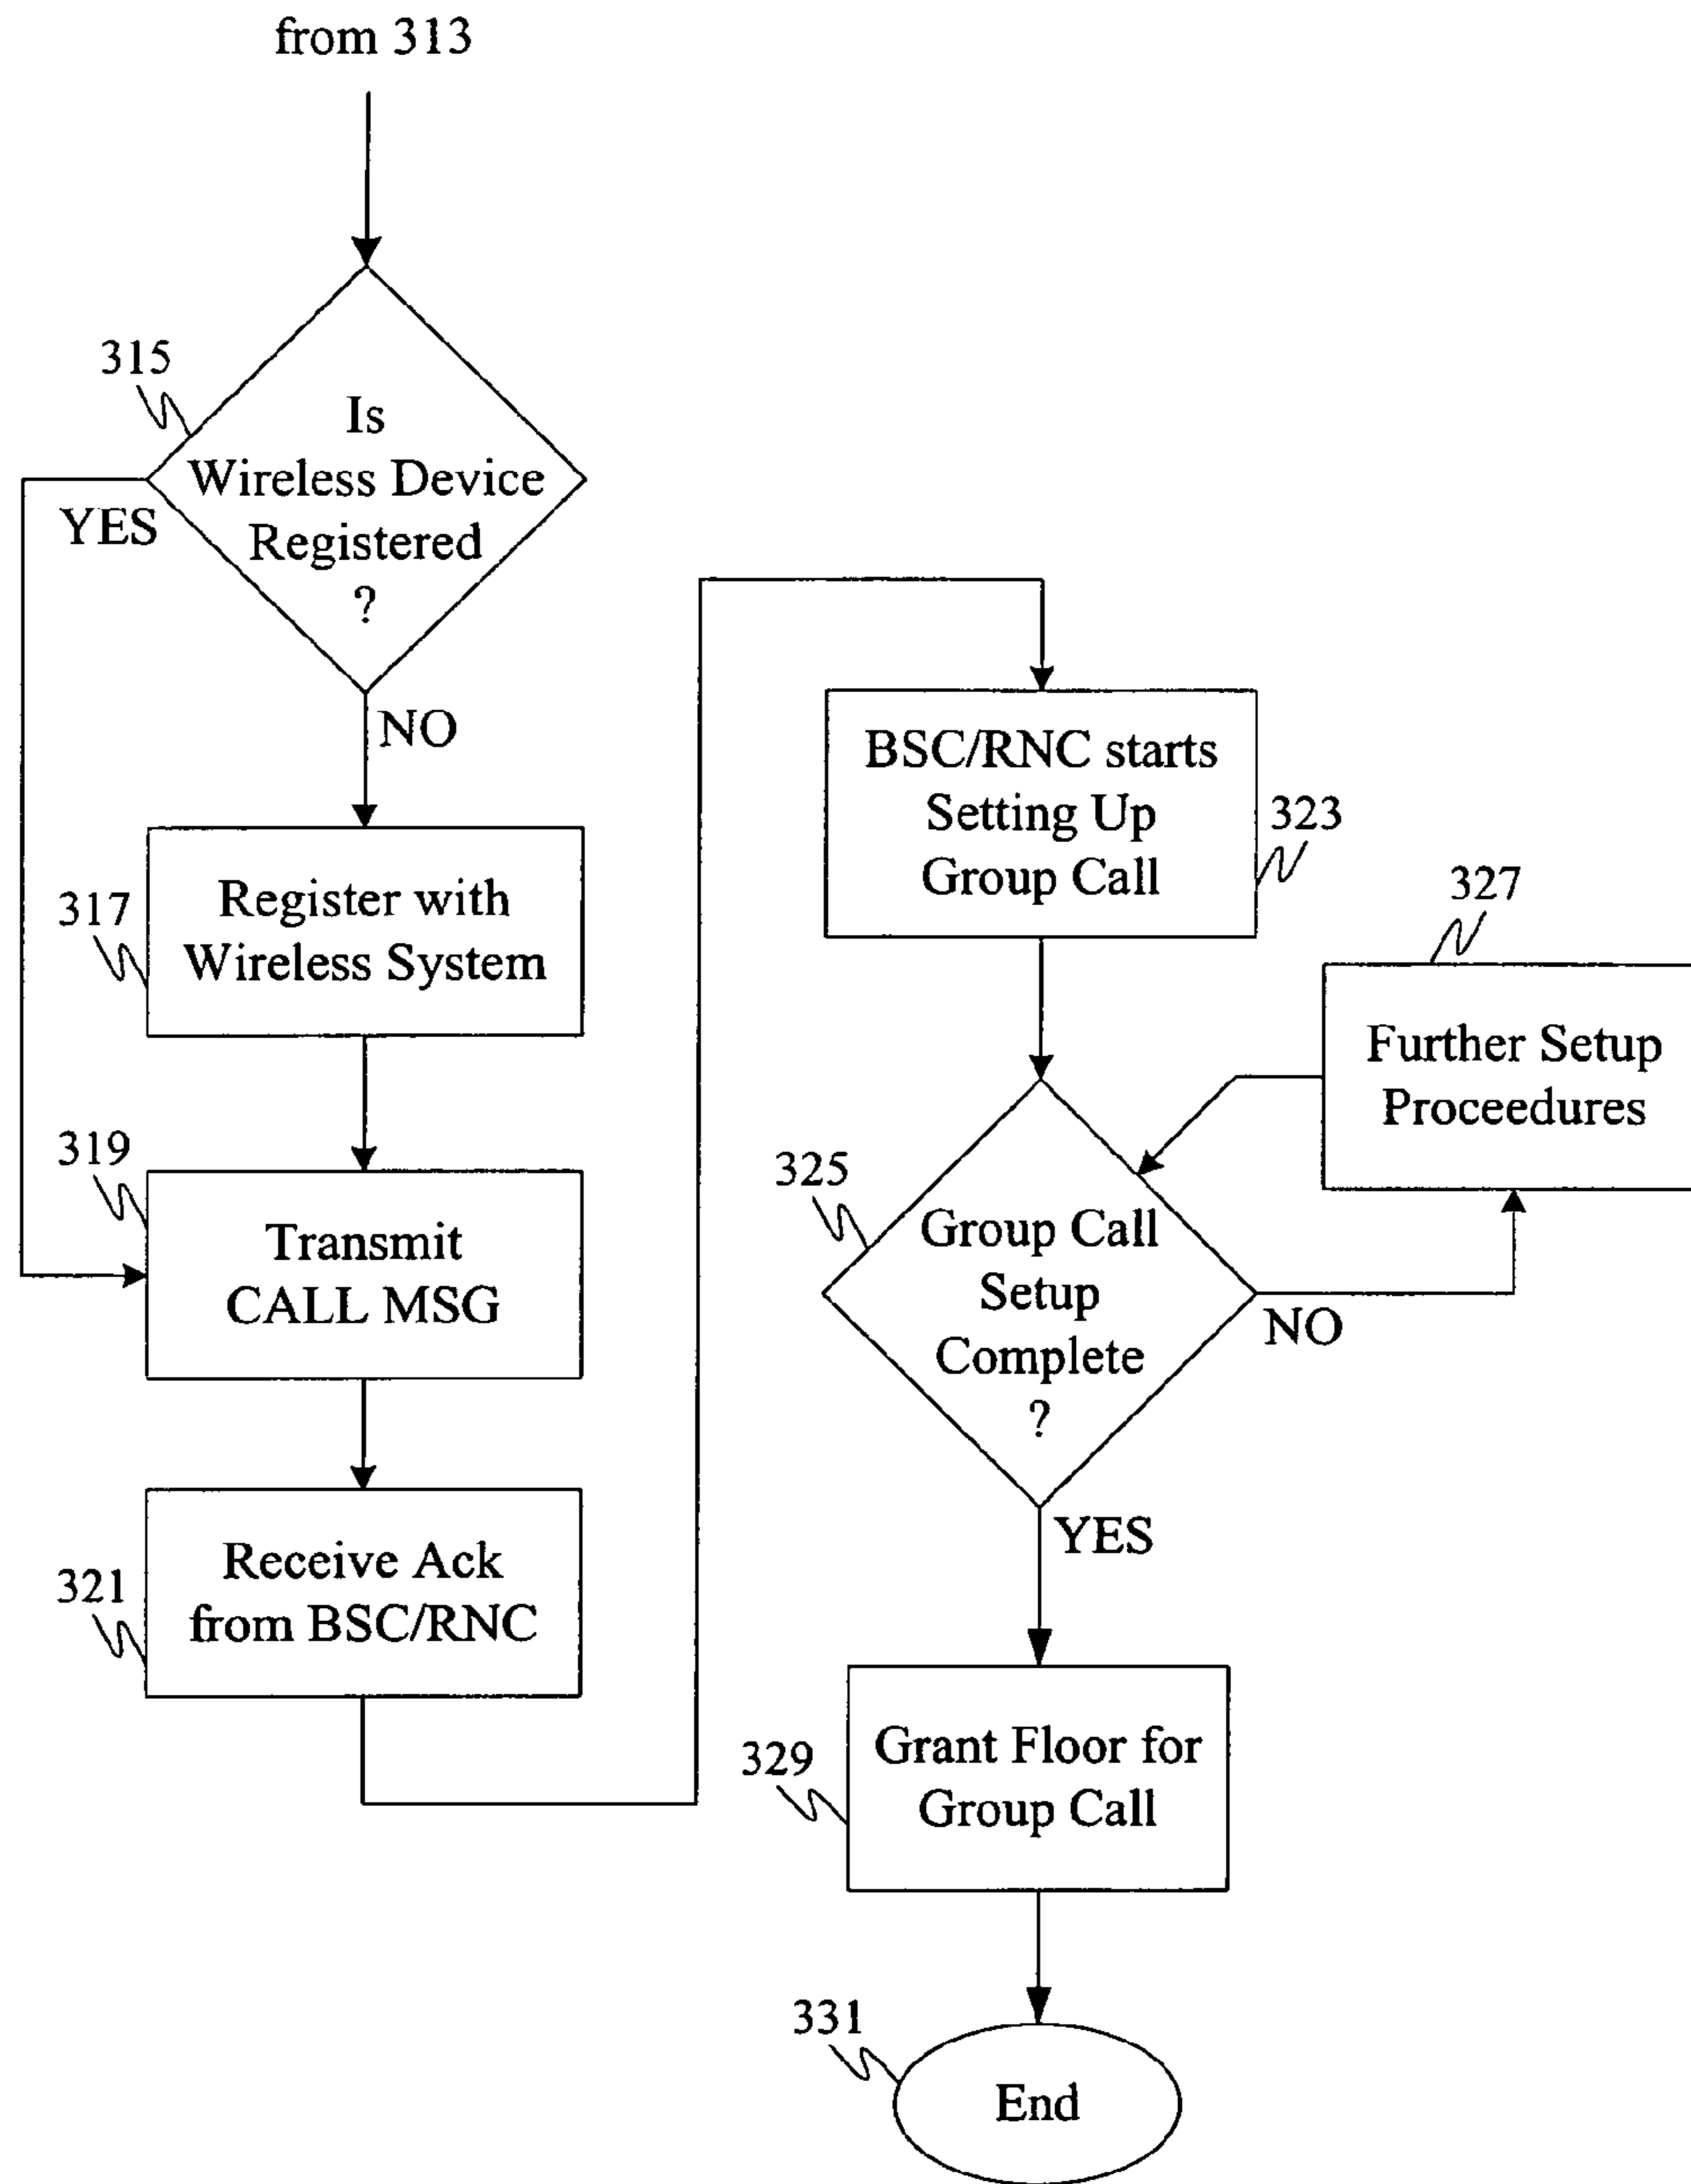 from 313
315
Is
Wireless Device
Registered
?
YES
NO
317
Register with
Wireless System
319
Transmit
CALL MSG
321
Receive Ack
from BSC/RNC
BSC/RNC starts
Setting Up
Group Call
323
327
Further Setup
Proceedures
325
Group Call
Setup
Complete
?
NO
YES
329
Grant Floor for
Group Call
331
End